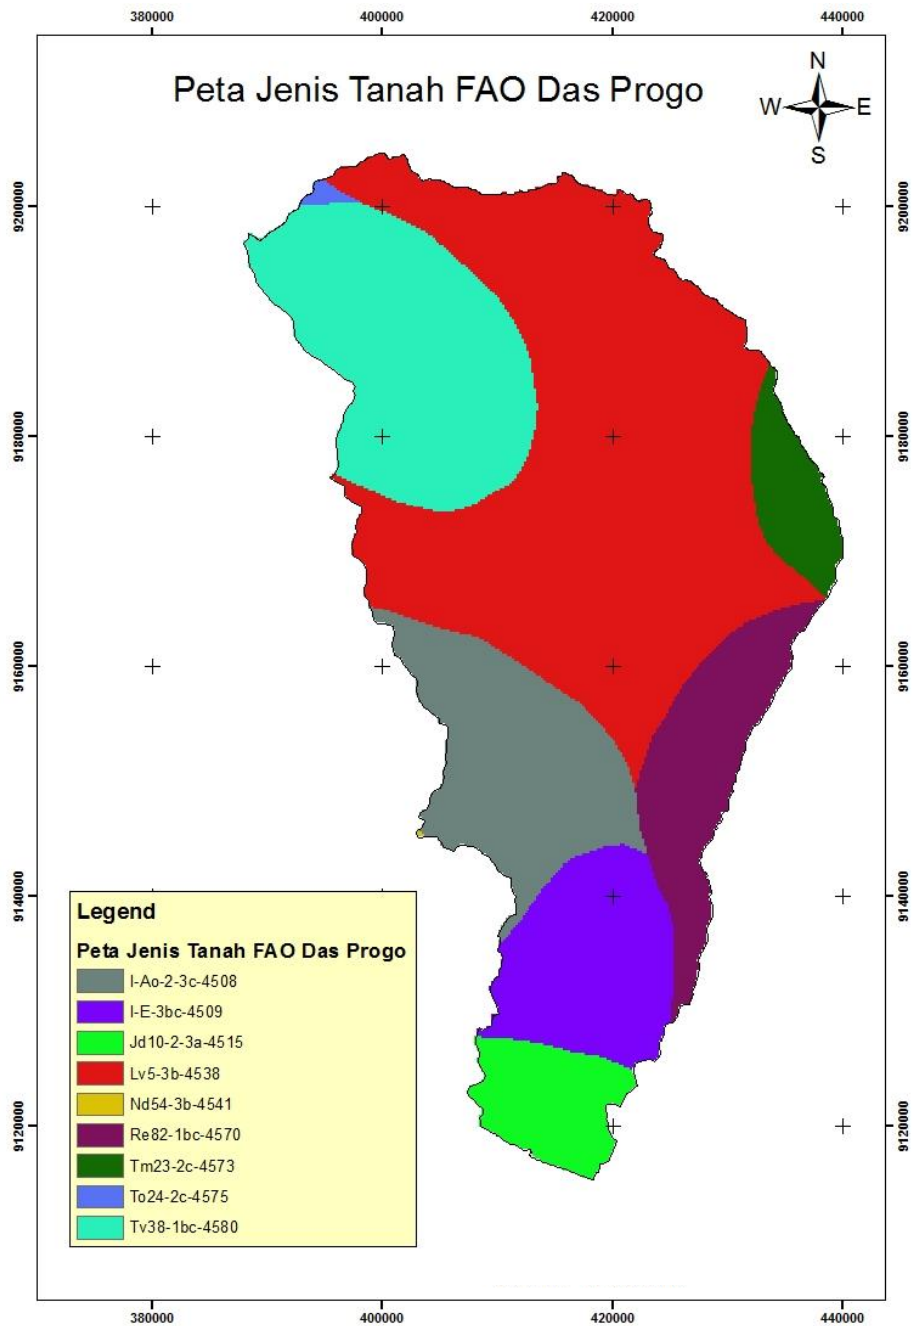 380000 400000 420000 440000
Peta Jenis Tanah FAO Das Progo
N
W E
S
9200000 9200000
9180000 9180000
9160000 9160000
9140000 9140000
9120000 9120000
Legend
Peta Jenis Tanah FAO Das Progo
I-Ao-2-3c-4508
I-E-3bc-4509
Jd10-2-3a-4515
Lv5-3b-4538
Nd54-3b-4541
Re82-1bc-4570
Tm23-2c-4573
To24-2c-4575
Tv38-1bc-4580
380000 400000 420000 440000